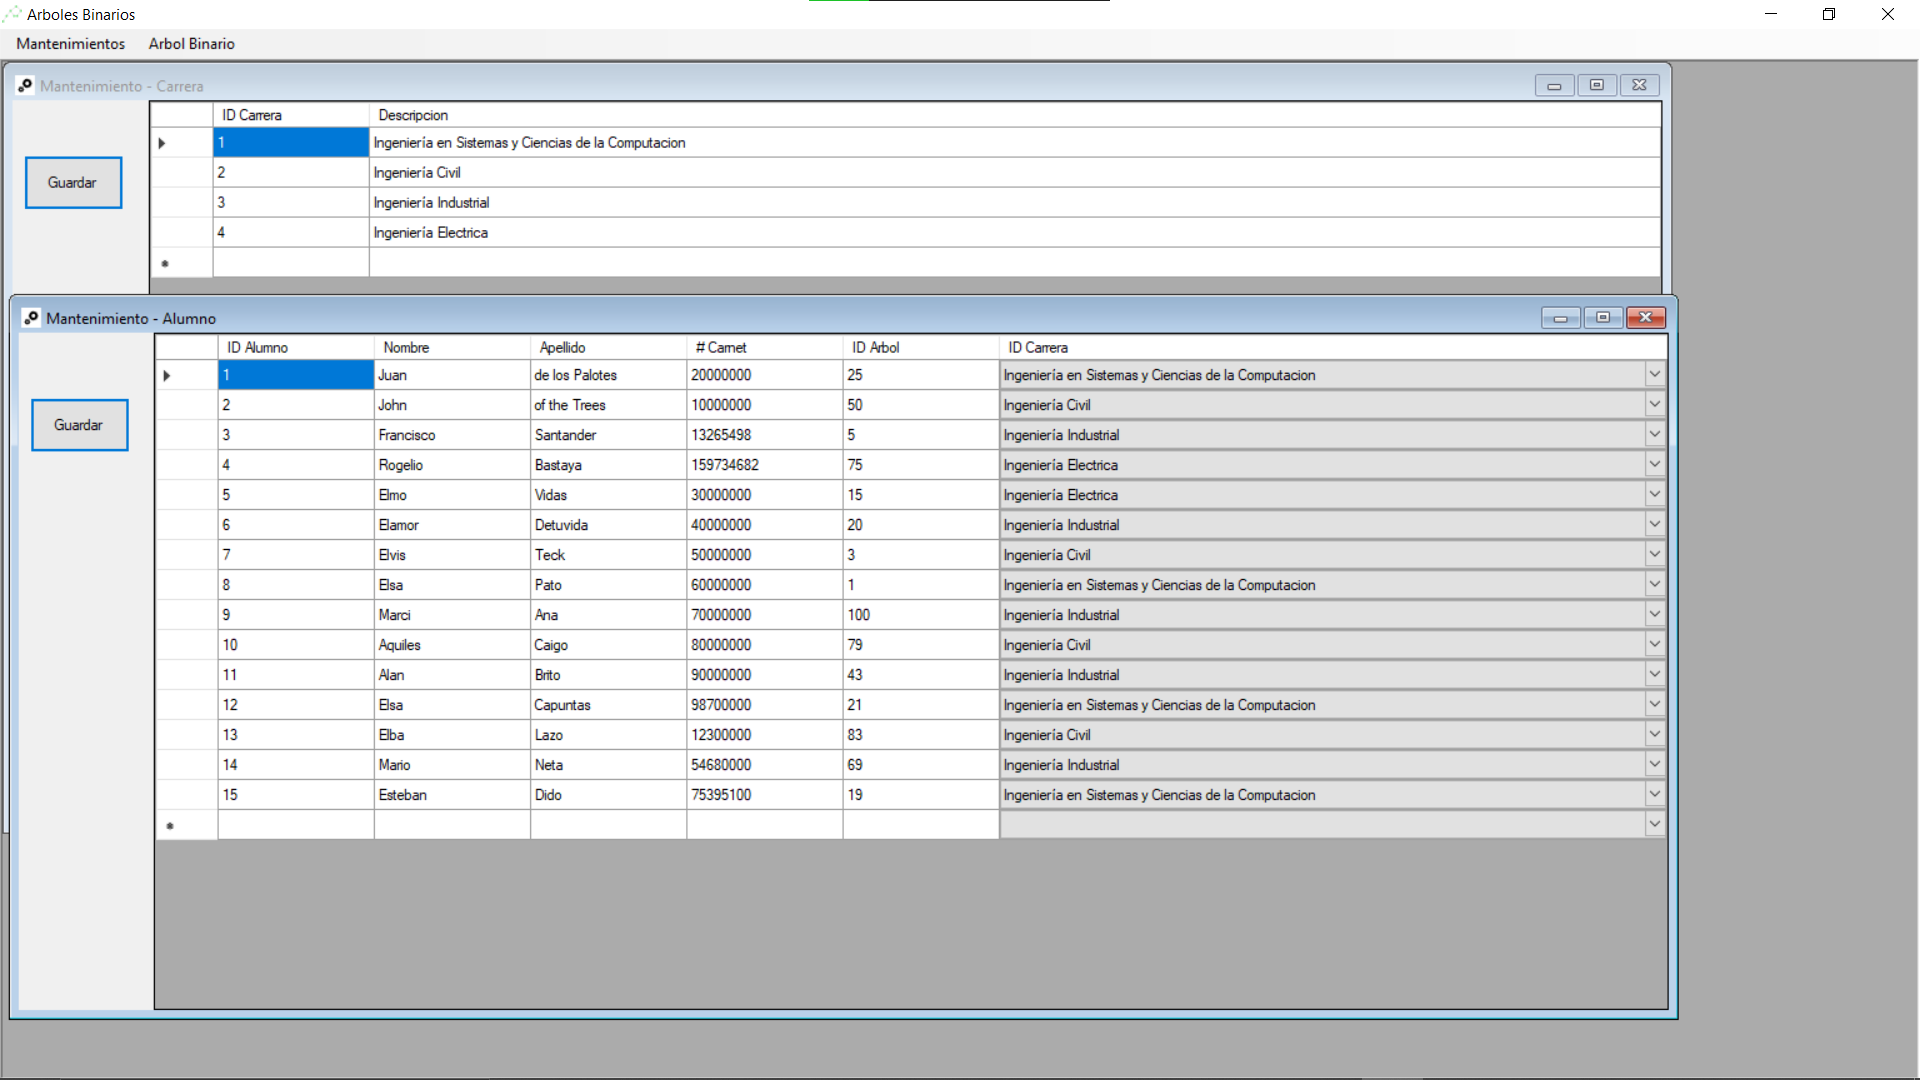 Arboles Binarios
Mantenimientos Arbol Binario
Mantenimiento - Carrera
ID Carrera Descripcion
Guardar
1 Ingeniería en Sistemas y Ciencias de la Computacion
2 Ingeniería Civil
3 Ingeniería Industrial
4 Ingeniería Electrica
Mantenimiento - Alumno
ID Alumno Nombre Apellido # Carnet ID Arbol ID Carrera
Guardar
1 Juan de los Palotes 20000000 25 Ingeniería en Sistemas y Ciencias de la Computacion
2 John of the Trees 10000000 50 Ingeniería Civil
3 Francisco Santander 13265498 5 Ingeniería Industrial
4 Rogelio Bastaya 159734682 75 Ingeniería Electrica
5 Elmo Vidas 30000000 15 Ingeniería Electrica
6 Elamor Detuvida 40000000 20 Ingeniería Industrial
7 Elvis Teck 50000000 3 Ingeniería Civil
8 Elsa Pato 60000000 1 Ingeniería en Sistemas y Ciencias de la Computacion
9 Marci Ana 70000000 100 Ingeniería Industrial
10 Aquiles Caigo 80000000 79 Ingeniería Civil
11 Alan Brito 90000000 43 Ingeniería Industrial
12 Elsa Capuntas 98700000 21 Ingeniería en Sistemas y Ciencias de la Computacion
13 Elba Lazo 12300000 83 Ingeniería Civil
14 Mario Neta 54680000 69 Ingeniería Industrial
15 Esteban Dido 75395100 19 Ingeniería en Sistemas y Ciencias de la Computacion